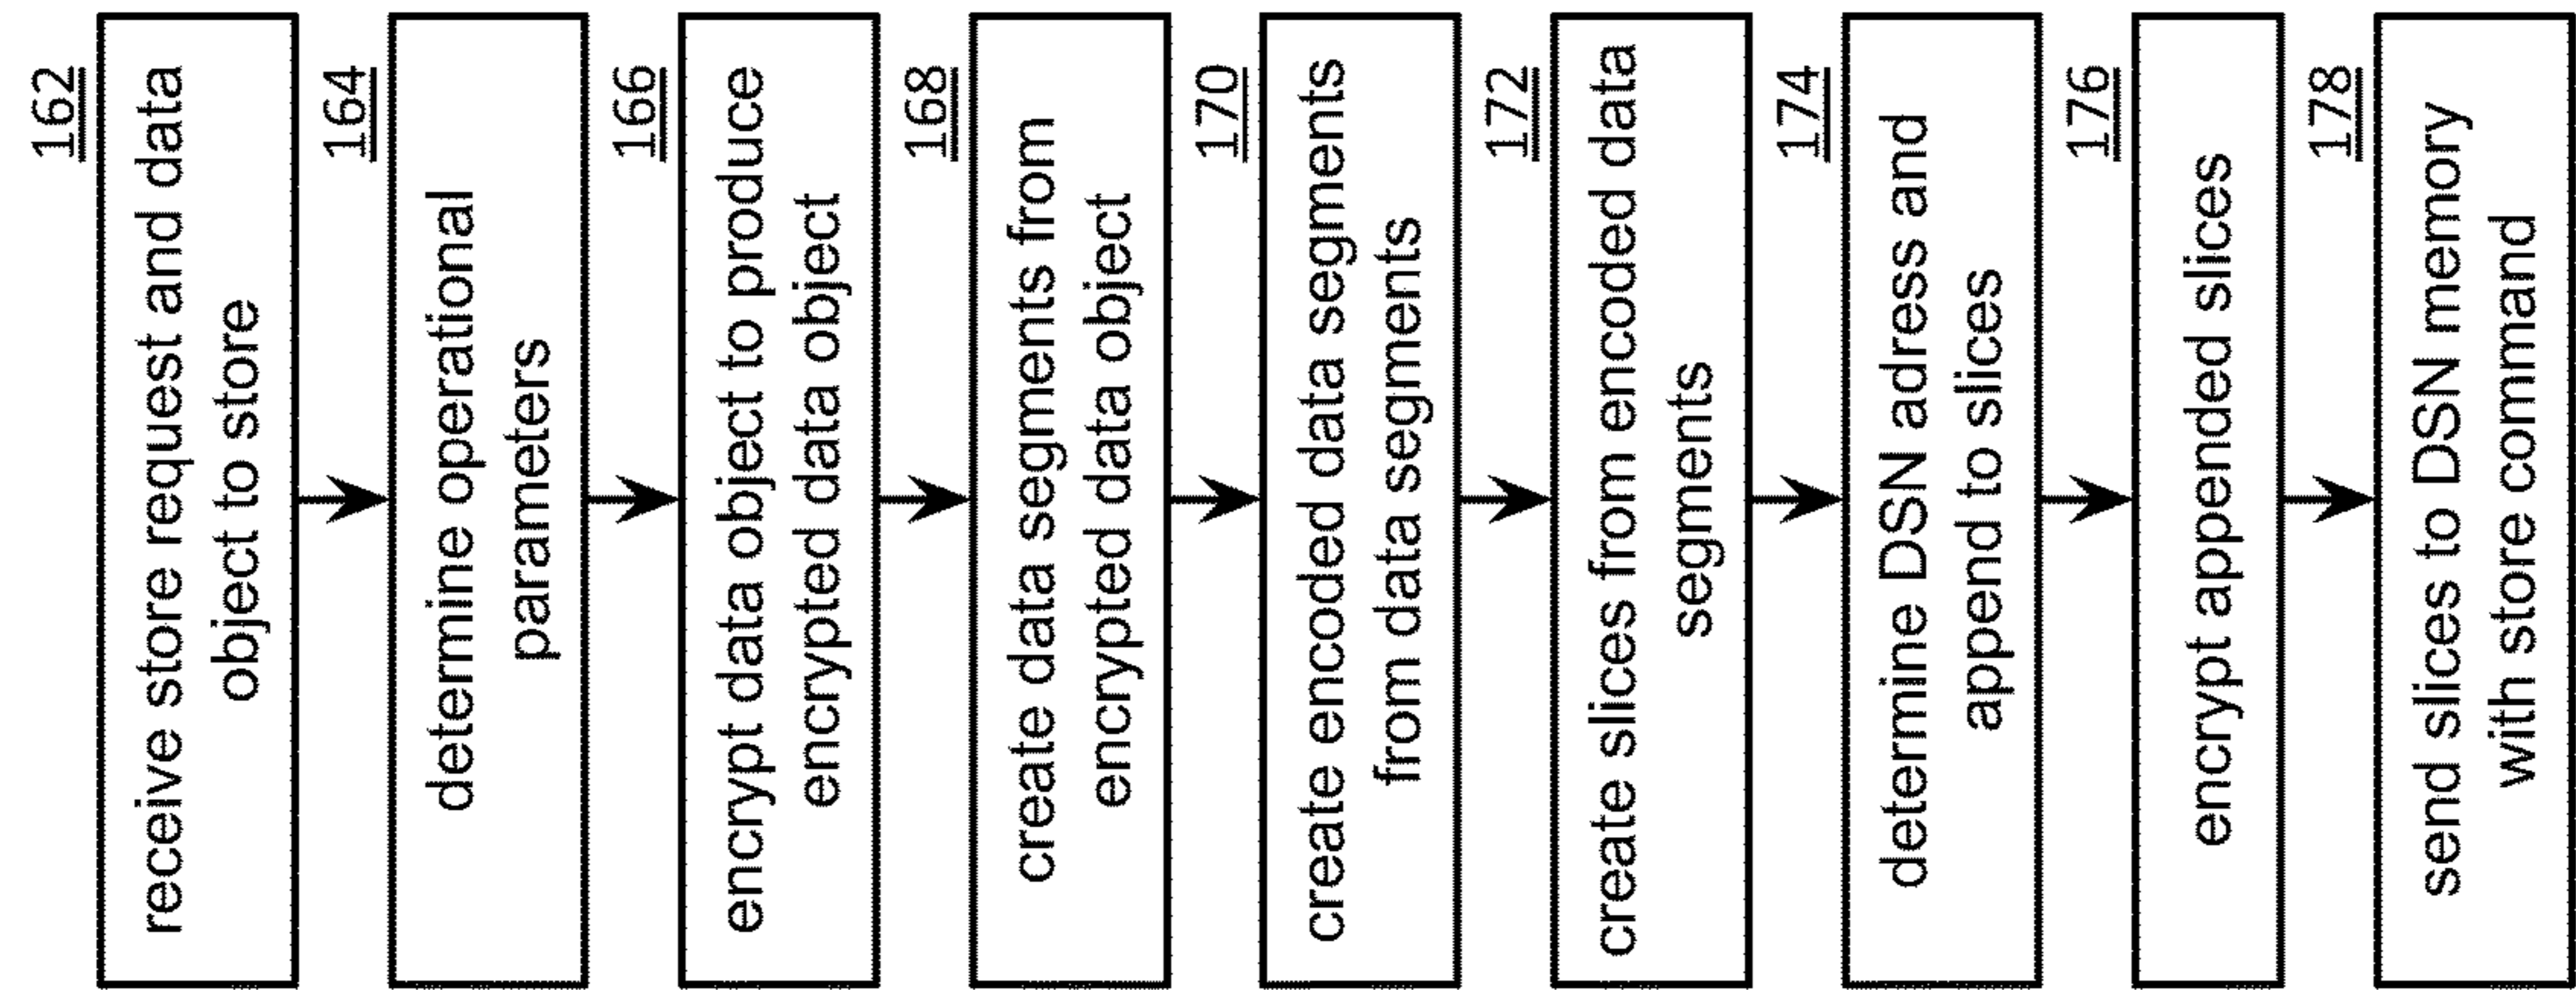 162
receive store request and data
object to store
164
determine operational
parameters
166
encrypt data object to produce
encrypted data object
168
create data segments from
encrypted data object
170
create encoded data segments
from data segments
172
create slices from encoded data
segments
174
determine DSN address and
append to slices
176
encrypt appended slices
178
send slices to DSN memory
with store command